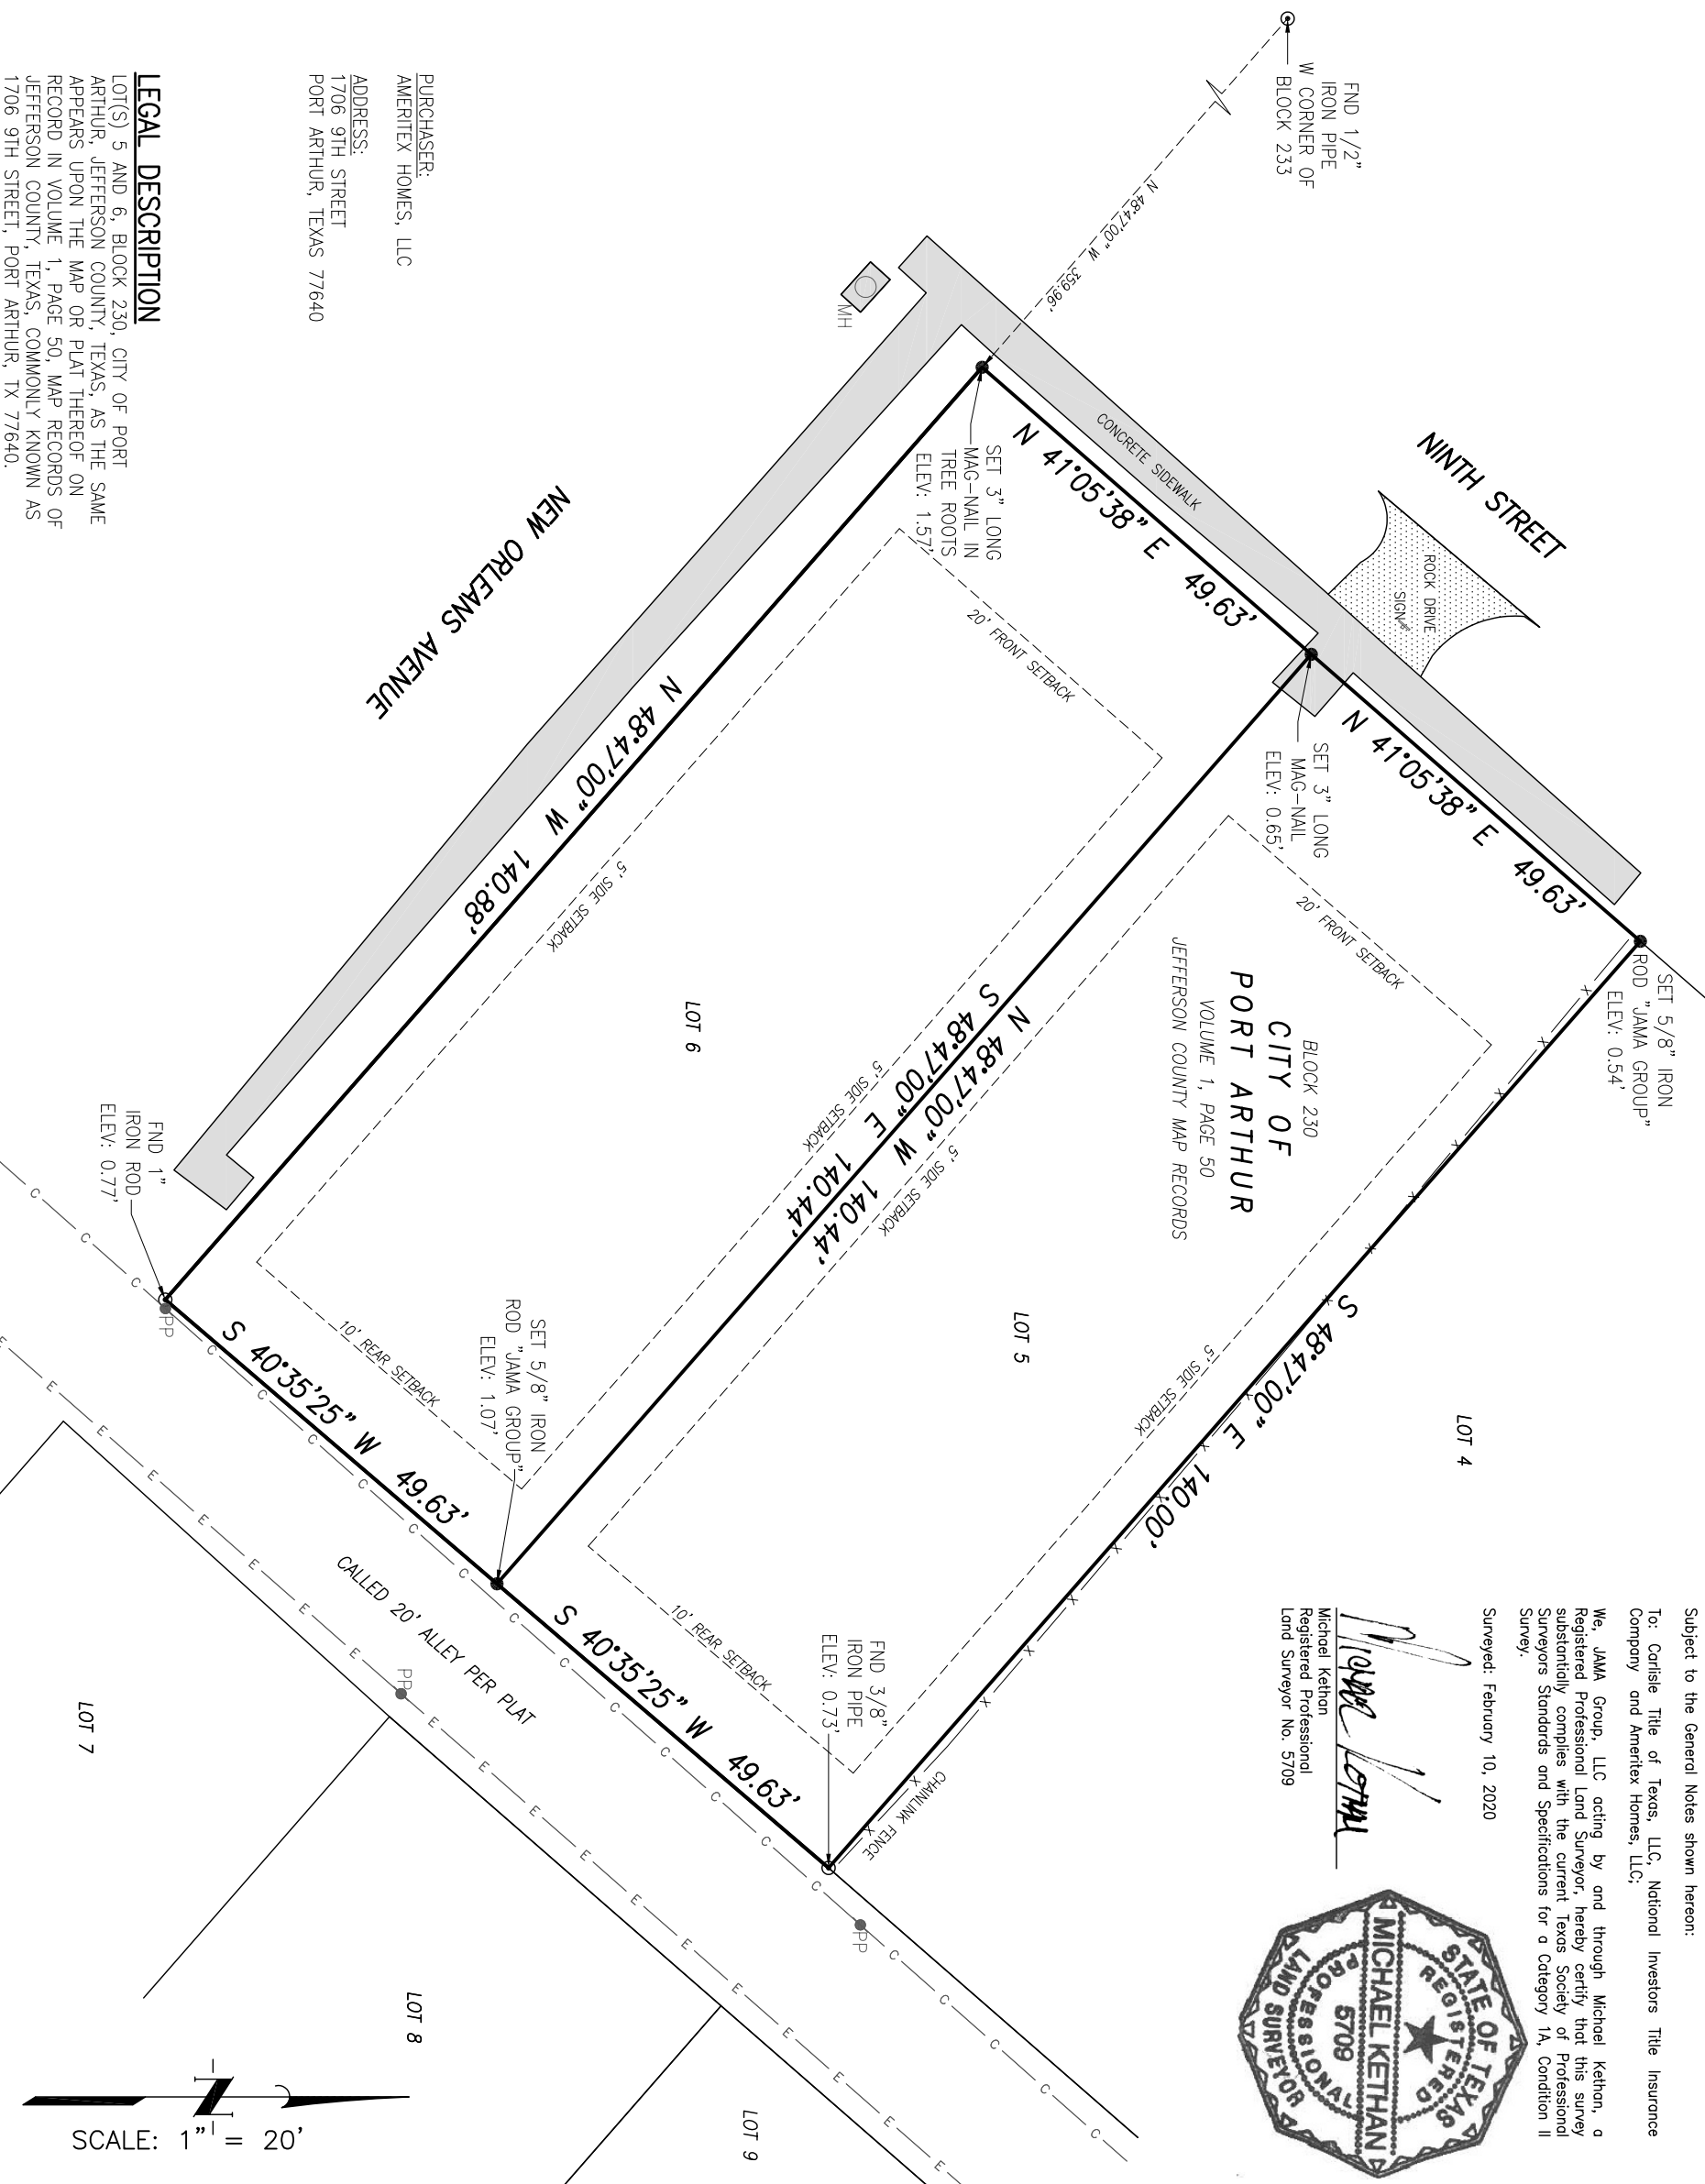 FND 1/2"
IRON PIPE
W CORNER OF
BLOCK 233
N 48°47'00" W 359.96'
NINTH STREET
ROCK DRIVE
SIGN
CONCRETE SIDEWALK
MH
SET 3" LONG
MAG-NAIL IN
TREE ROOTS
ELEV: 1.57'
N 41°05'38" E 49.63'
SET 3" LONG
MAG-NAIL
ELEV: 0.65'
N 41°05'38" E 49.63'
SET 5/8" IRON
ROD "JAMA GROUP"
ELEV: 0.54'
20' FRONT SETBACK
20' FRONT SETBACK
BLOCK 230
CITY OF
PORT ARTHUR
VOLUME 1, PAGE 50
JEFFERSON COUNTY MAP RECORDS
NEW ORLEANS AVENUE
N 48°47'00" W 140.88'
5' SIDE SETBACK
LOT 6
N 48°47'00" W 140.44'
S 48°47'00" E 140.44'
5' SIDE SETBACK
5' SIDE SETBACK
LOT 5
5' SIDE SETBACK
S 48°47'00" E 140.00'
LOT 4
CHAINLINK FENCE
FND 1"
IRON ROD
ELEV: 0.77'
PP
S 40°35'25" W 49.63'
10' REAR SETBACK
SET 5/8" IRON
ROD "JAMA GROUP"
ELEV: 1.07'
S 40°35'25" W 49.63'
10' REAR SETBACK
FND 3/8"
IRON PIPE
ELEV: 0.73'
PP
CALLED 20' ALLEY PER PLAT
PP
LOT 7
LOT 8
LOT 9
PURCHASER:
AMERITEX HOMES, LLC
ADDRESS:
1706 9TH STREET
PORT ARTHUR, TEXAS 77640
LEGAL DESCRIPTION
LOT(S) 5 AND 6, BLOCK 230, CITY OF PORT
ARTHUR, JEFFERSON COUNTY, TEXAS, AS THE SAME
APPEARS UPON THE MAP OR PLAT THEREOF ON
RECORD IN VOLUME 1, PAGE 50, MAP RECORDS OF
JEFFERSON COUNTY, TEXAS, COMMONLY KNOWN AS
1706 9TH STREET, PORT ARTHUR, TX 77640.
Subject to the General Notes shown hereon:
To: Carlisle Title of Texas, LLC, National Investors Title Insurance
Company and Ameritex Homes, LLC;
We, JAMA Group, LLC acting by and through Michael Kethan, a
Registered Professional Land Surveyor, hereby certify that this survey
substantially complies with the current Texas Society of Professional
Surveyors Standards and Specifications for a Category 1A, Condition II
Survey.
Surveyed: February 10, 2020
Michael Kethan
Registered Professional
Land Surveyor No. 5709
STATE OF TEXAS
REGISTERED
MICHAEL KETHAN
5709
PROFESSIONAL
LAND SURVEYOR
N
SCALE: 1" = 20'